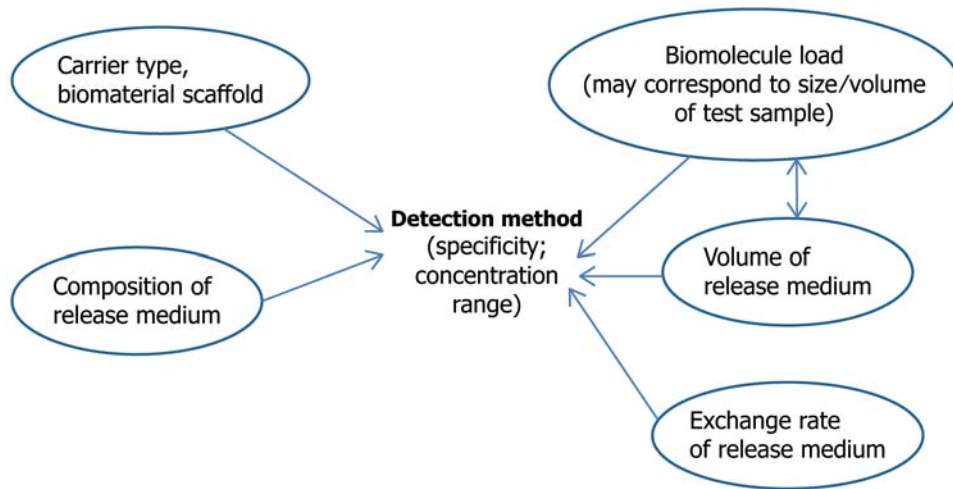 Carrier type,
biomaterial scaffold
Biomolecule load
(may correspond to size/volume
of test sample)
Detection method
(specificity;
concentration
range)
Composition of
release medium
Volume of
release medium
Exchange rate
of release medium